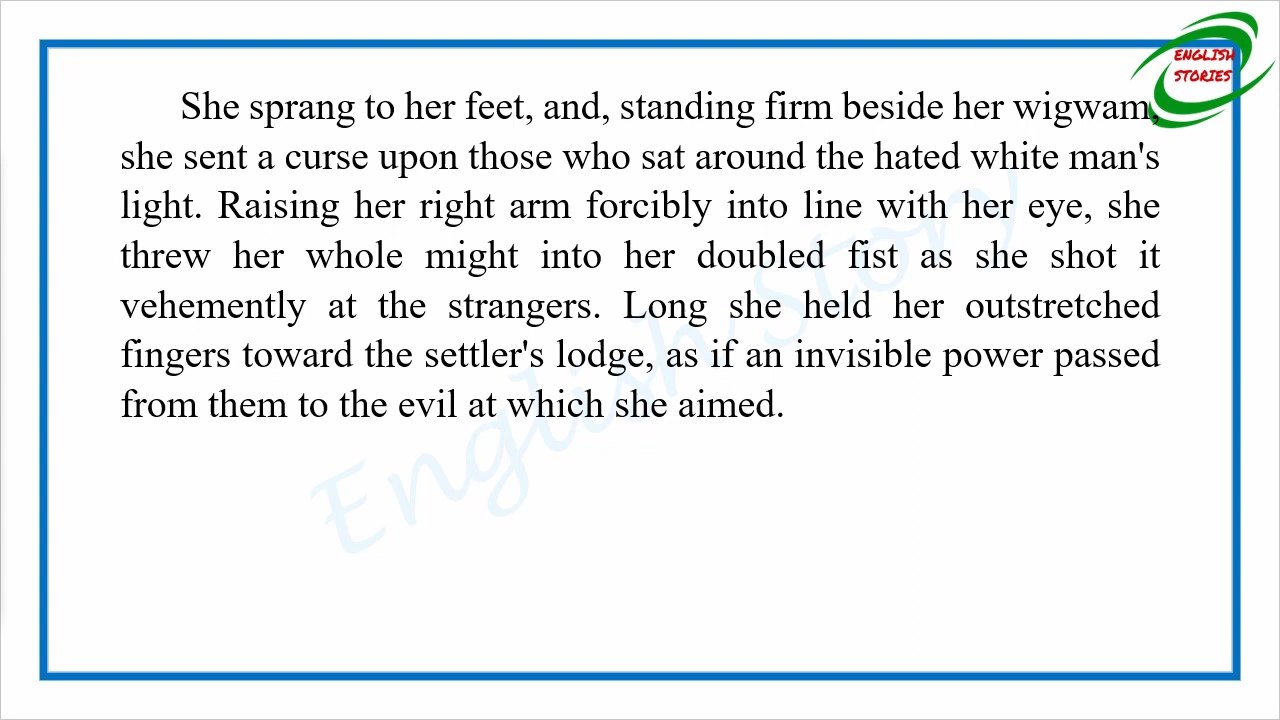 ENGLISH
STORIES
She sprang to her feet, and, standing firm beside her wigwam,
she sent a curse upon those who sat around the hated white man's
light. Raising her right arm forcibly into line with her eye, she
threw her whole might into her doubled fist as she shot it
vehemently at the strangers. Long she held her outstretched
fingers toward the settler's lodge, as if an invisible power passed
from them to the evil at which she aimed.
English Story